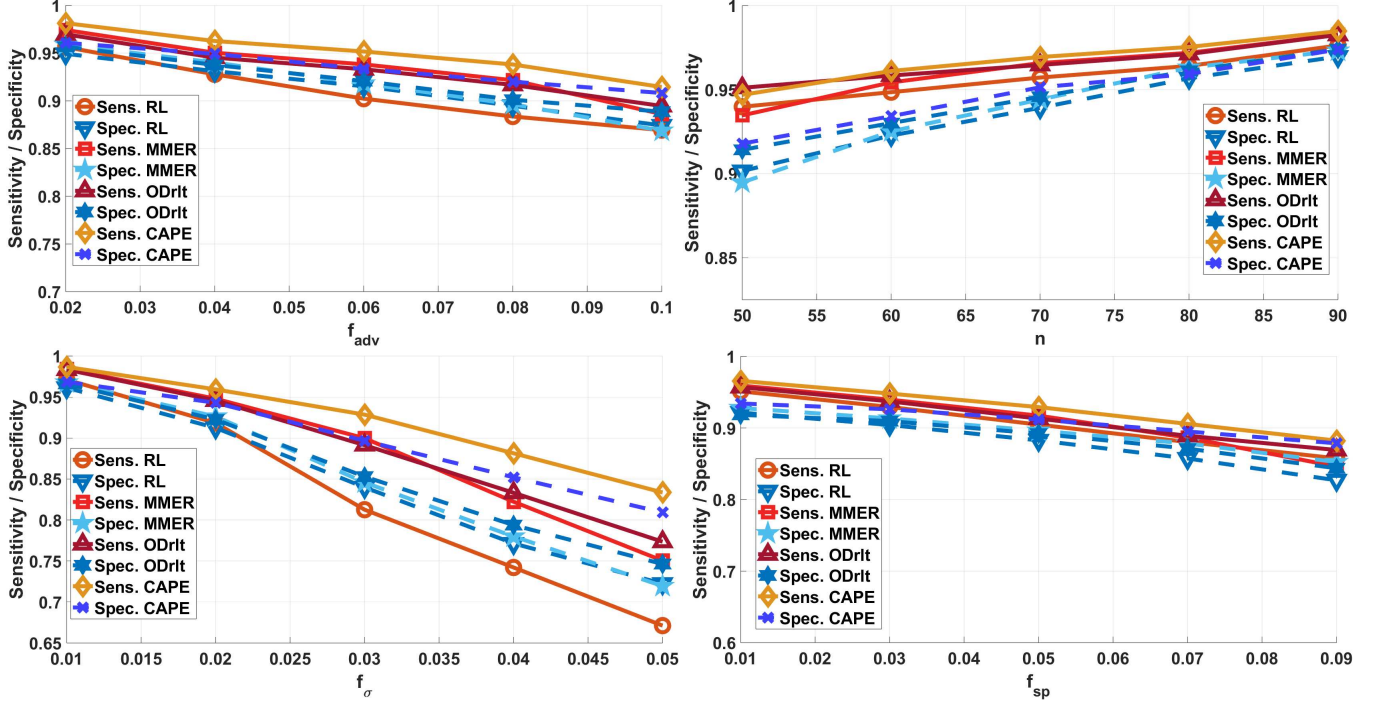 Sensitivity / Specificity
1
0.95
0.9
0.85
0.8
0.75
0.7
Sens. RL
Spec. RL
Sens. MMER
Spec. MMER
Sens. ODrlt
Spec. ODrlt
Sens. CAPE
Spec. CAPE
0.02 0.03 0.04 0.05 0.06 0.07 0.08 0.09 0.1
f_adv
Sensitivity / Specificity
0.95
0.9
0.85
Sens. RL
Spec. RL
Sens. MMER
Spec. MMER
Sens. ODrlt
Spec. ODrlt
Sens. CAPE
Spec. CAPE
50 55 60 65 70 75 80 85 90
n
Sensitivity / Specificity
1
0.95
0.9
0.85
0.8
0.75
0.7
0.65
Sens. RL
Spec. RL
Sens. MMER
Spec. MMER
Sens. ODrlt
Spec. ODrlt
Sens. CAPE
Spec. CAPE
0.01 0.015 0.02 0.025 0.03 0.035 0.04 0.045 0.05
f_σ
Sensitivity / Specificity
1
0.9
0.8
0.7
0.6
Sens. RL
Spec. RL
Sens. MMER
Spec. MMER
Sens. ODrlt
Spec. ODrlt
Sens. CAPE
Spec. CAPE
0.01 0.02 0.03 0.04 0.05 0.06 0.07 0.08 0.09
f_sp